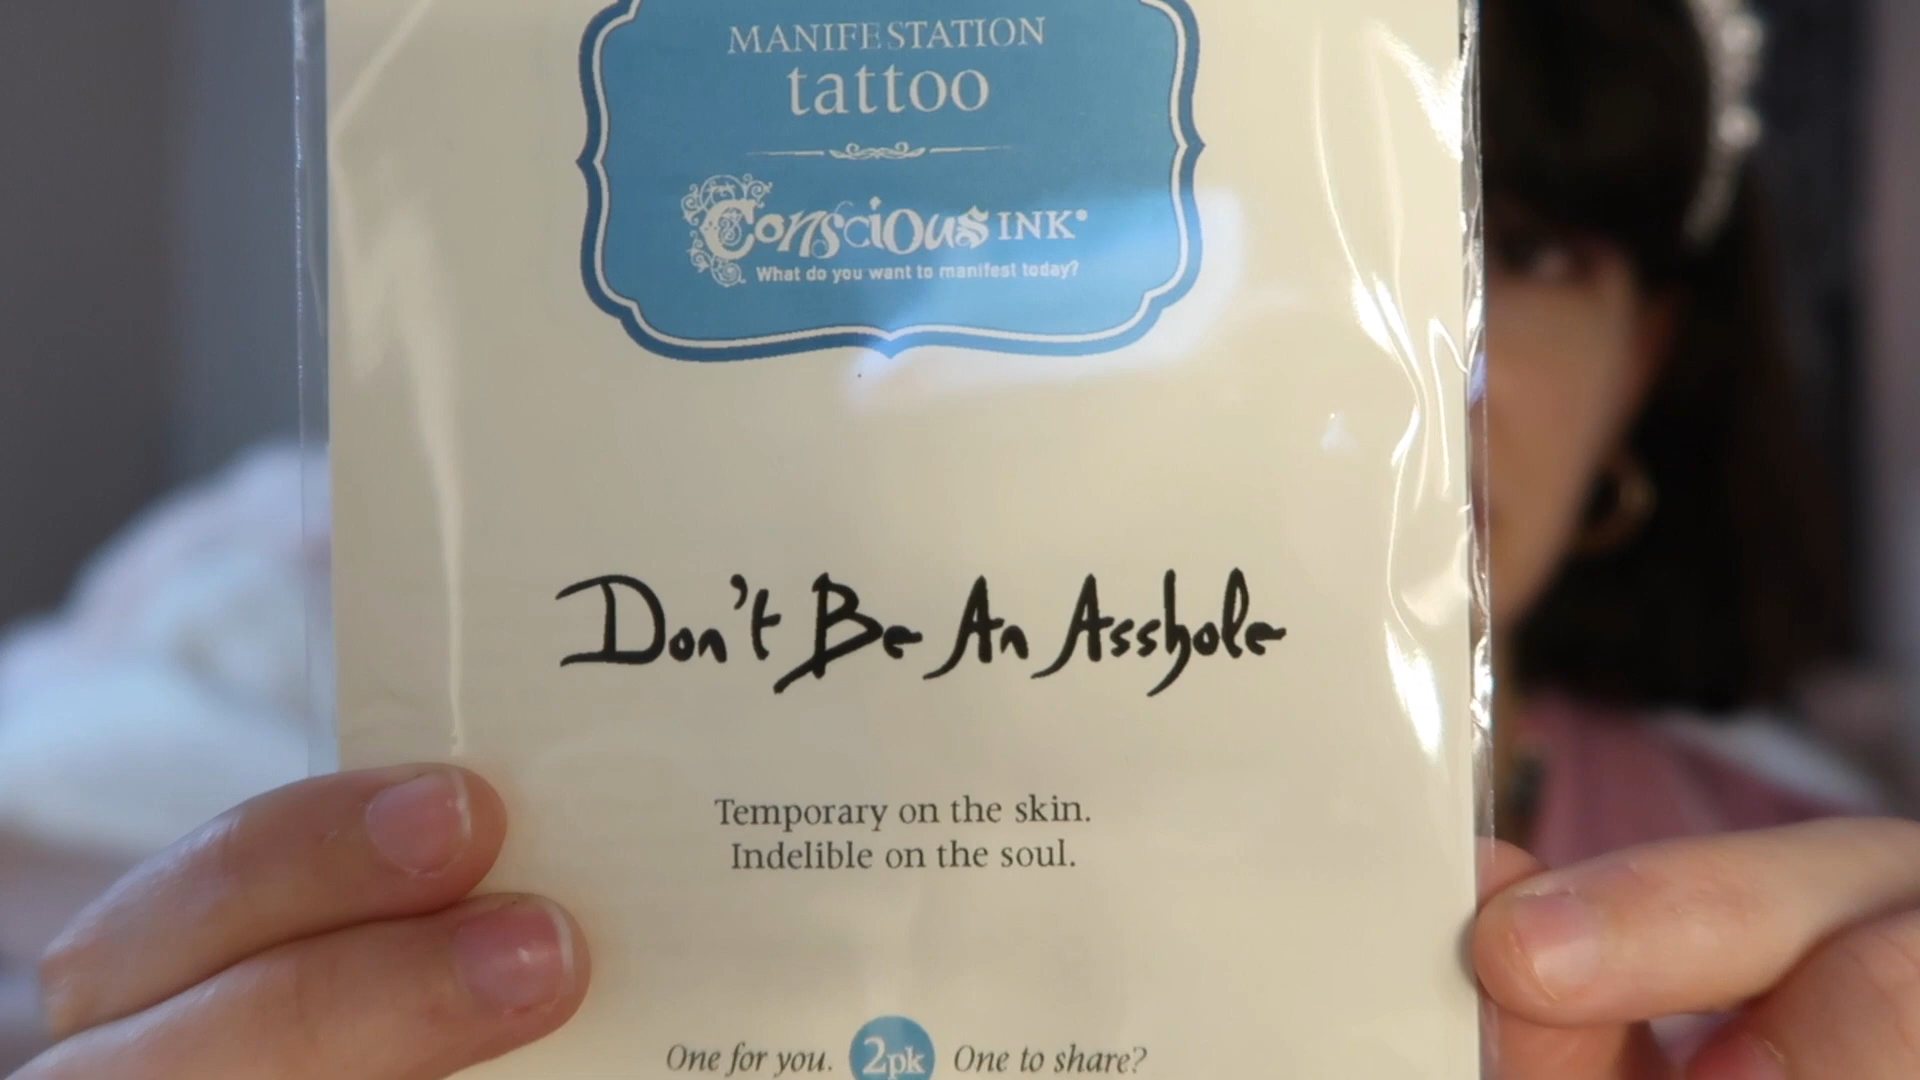 MANIFESTATION
tattoo
Conscious INK®
What do you want to manifest today?
Don't Be An Asshole
Temporary on the skin.
Indelible on the soul.
One for you. 2pk One to share?